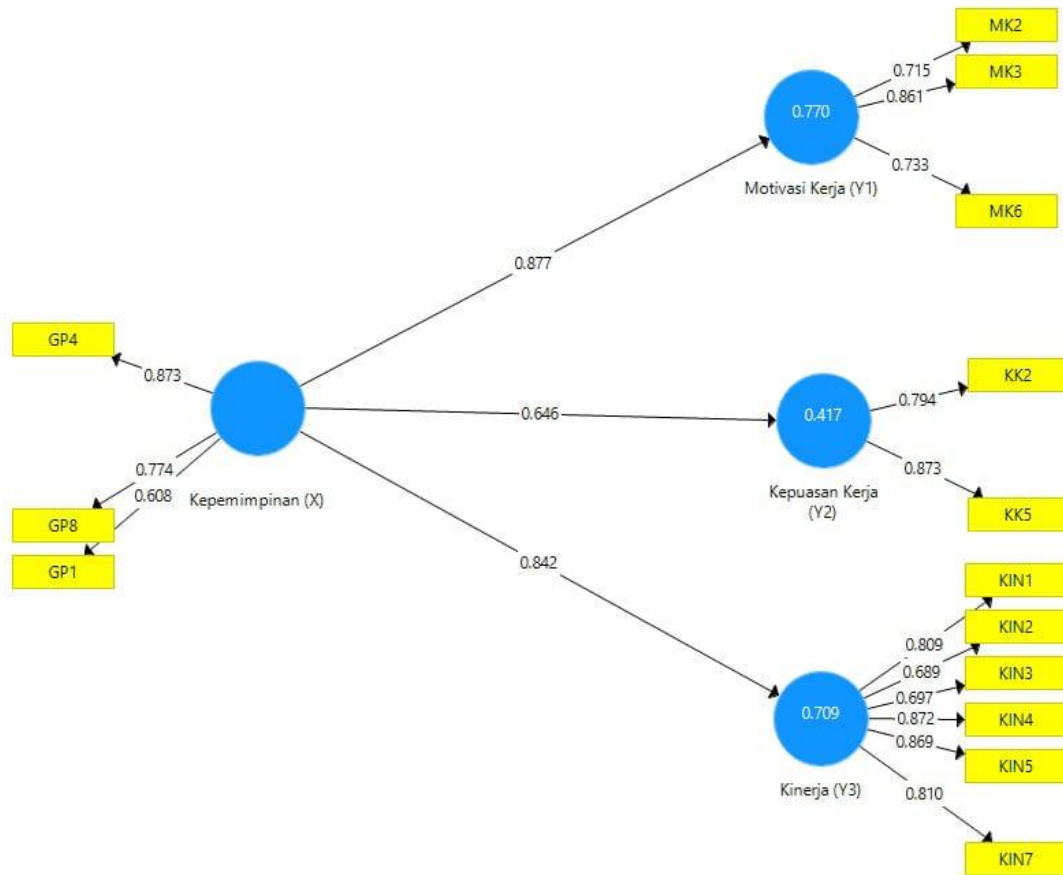 MK2
0.715
MK3
0.861
0.770
0.733
Motivasi Kerja (Y1)
MK6
0.877
GP4
0.873
KK2
0.794
0.646
0.417
0.774
0.873
Kepemimpinan (X)
Kepuasan Kerja
(Y2)
0.608
GP8
KK5
0.842
GP1
KIN1
KIN2
0.809
0.689
KIN3
0.697
0.709
0.872
KIN4
0.869
KIN5
Kinerja (Y3)
0.810
KIN7